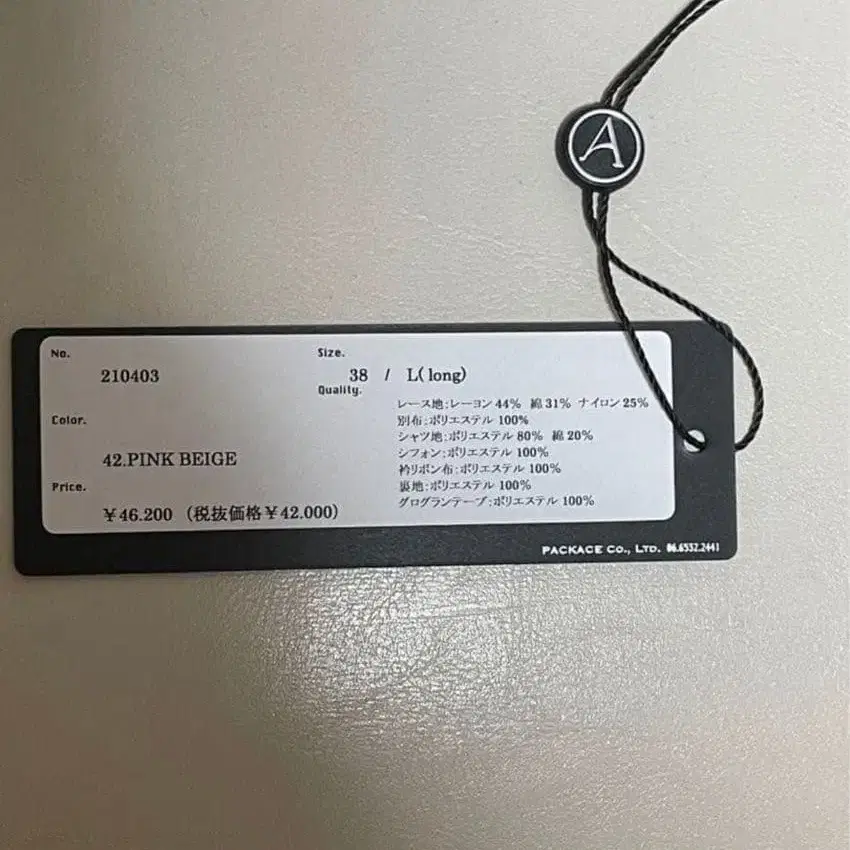 A
No.
210403
Size.
38 / L( long)
Quality.
レース地:レーヨン 44% 綿 31% ナイロン 25%
別布:ポリエステル 100%
シャツ地:ポリエステル 80% 綿 20%
シフォン:ポリエステル 100%
衿リボン布:ポリエステル 100%
裏地:ポリエステル 100%
グログランテープ:ポリエステル 100%
Color.
42.PINK BEIGE
Price.
¥46.200 (税抜価格¥42.000)
PACKAGE CO., LTD. 06.6532.2441